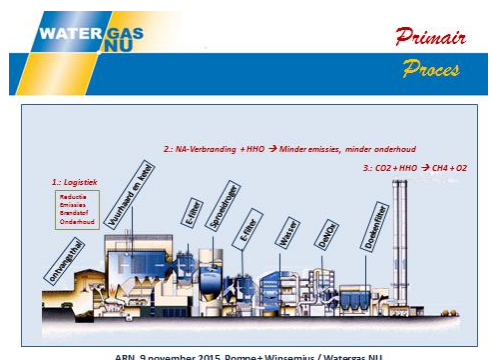 WATER GAS
NU
Primair
Proces
2.: NA-Verbranding + HHO → Minder emissies, minder onderhoud
3.: CO2 + HHO → CH4 + O2
1.: Logistiek
Reductie
Emissies
Brandstof
Onderhoud
ontvangsthal
Vuurhaard en ketel
E-filter
Sproeidroger
E-filter
Wasser
DeNOx
Doekenfilter
ARN, 9 november 2015, Pompe + Winsemius / Watergas NU